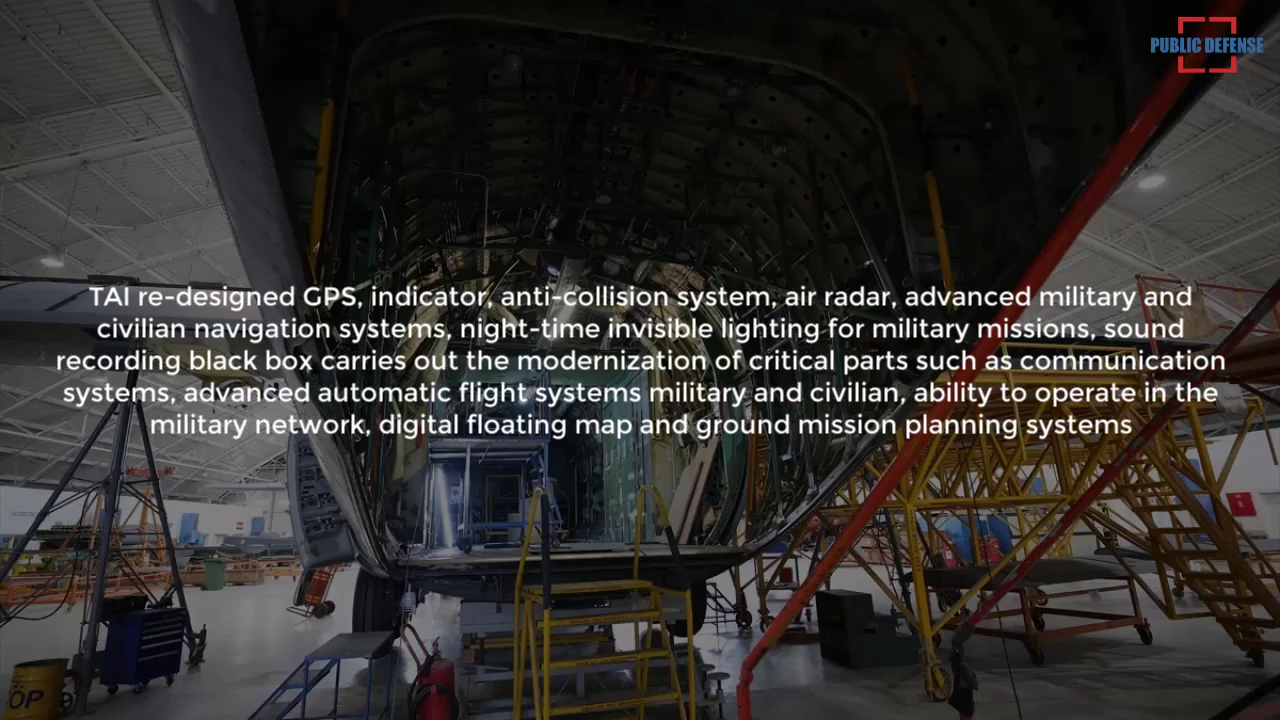 PUBLIC DEFENSE
TAI re-designed GPS, indicator, anti-collision system, air radar, advanced military and
civilian navigation systems, night-time invisible lighting for military missions, sound
recording black box carries out the modernization of critical parts such as communication
systems, advanced automatic flight systems military and civilian, ability to operate in the
military network, digital floating map and ground mission planning systems
OP